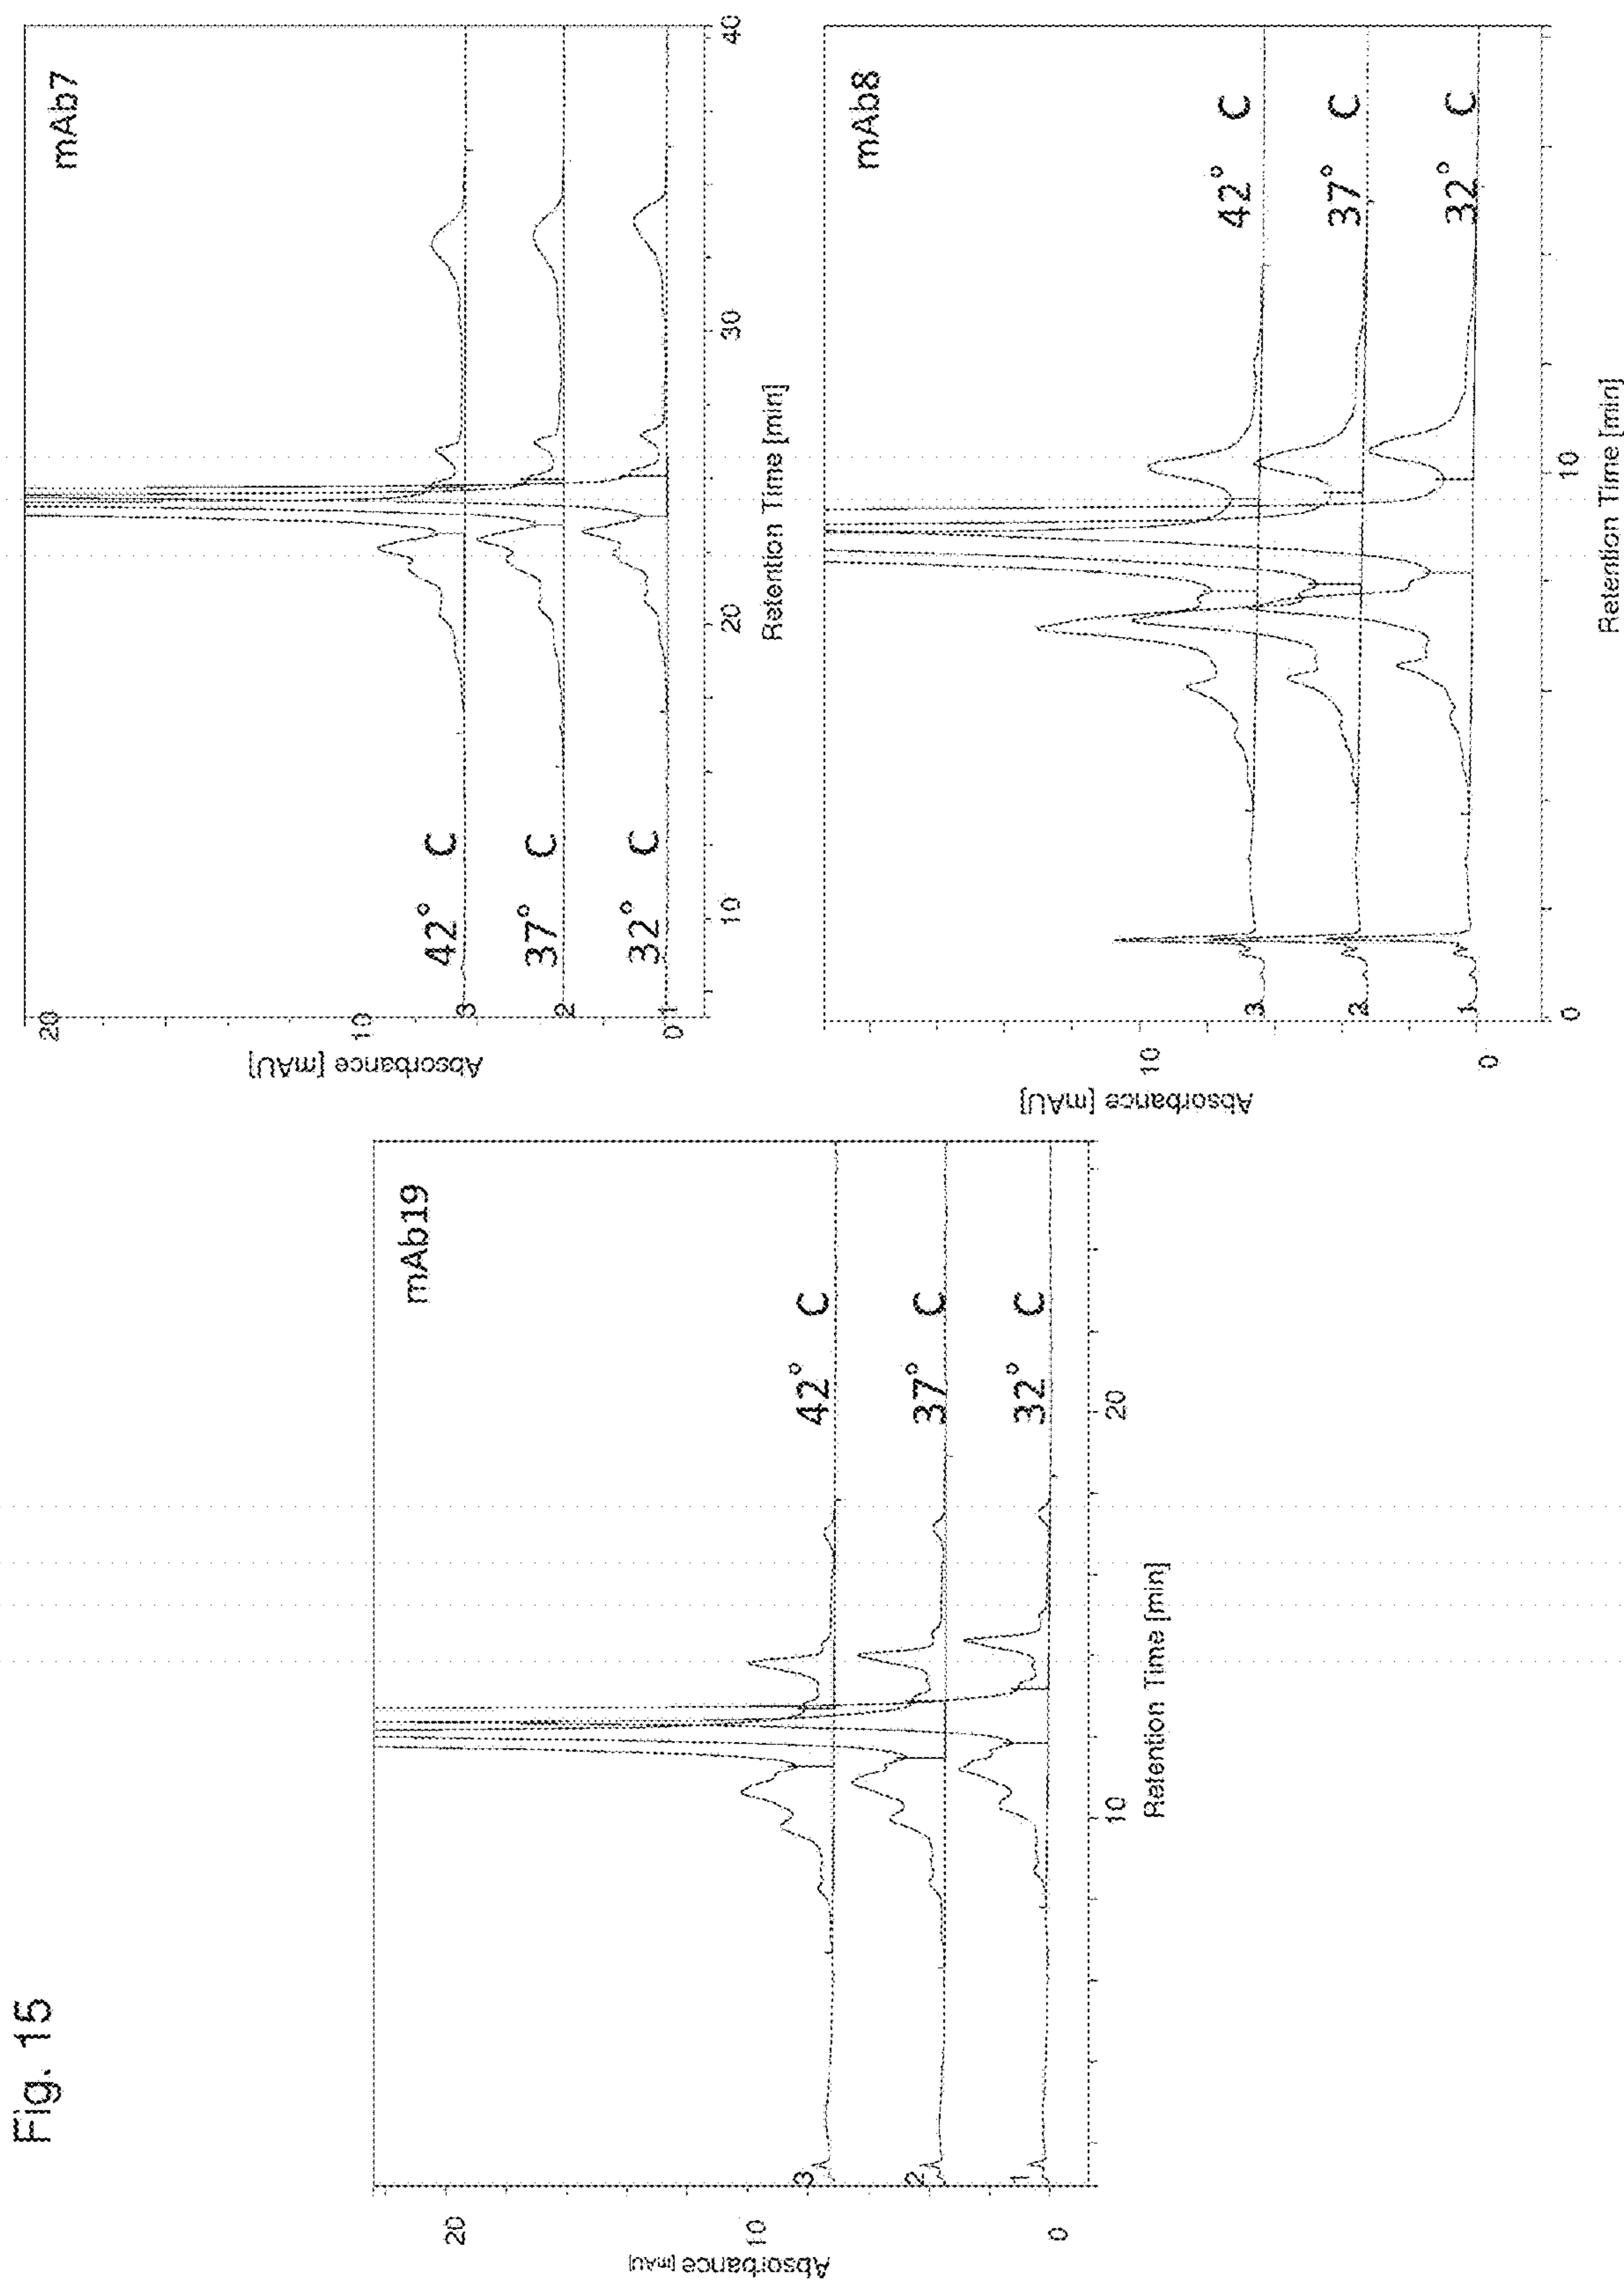 Fig. 15
mAb19
20
10
0
Absorbance [mAU]
3
42° C
2
37° C
1
32° C
10
20
Retention Time [min]
mAb7
20
10
0
Absorbance [mAU]
3
42° C
2
37° C
1
32° C
10
20
30
40
Retention Time [min]
mAb8
10
0
Absorbance [mAU]
3
42° C
2
37° C
1
32° C
0
10
Retention Time [min]